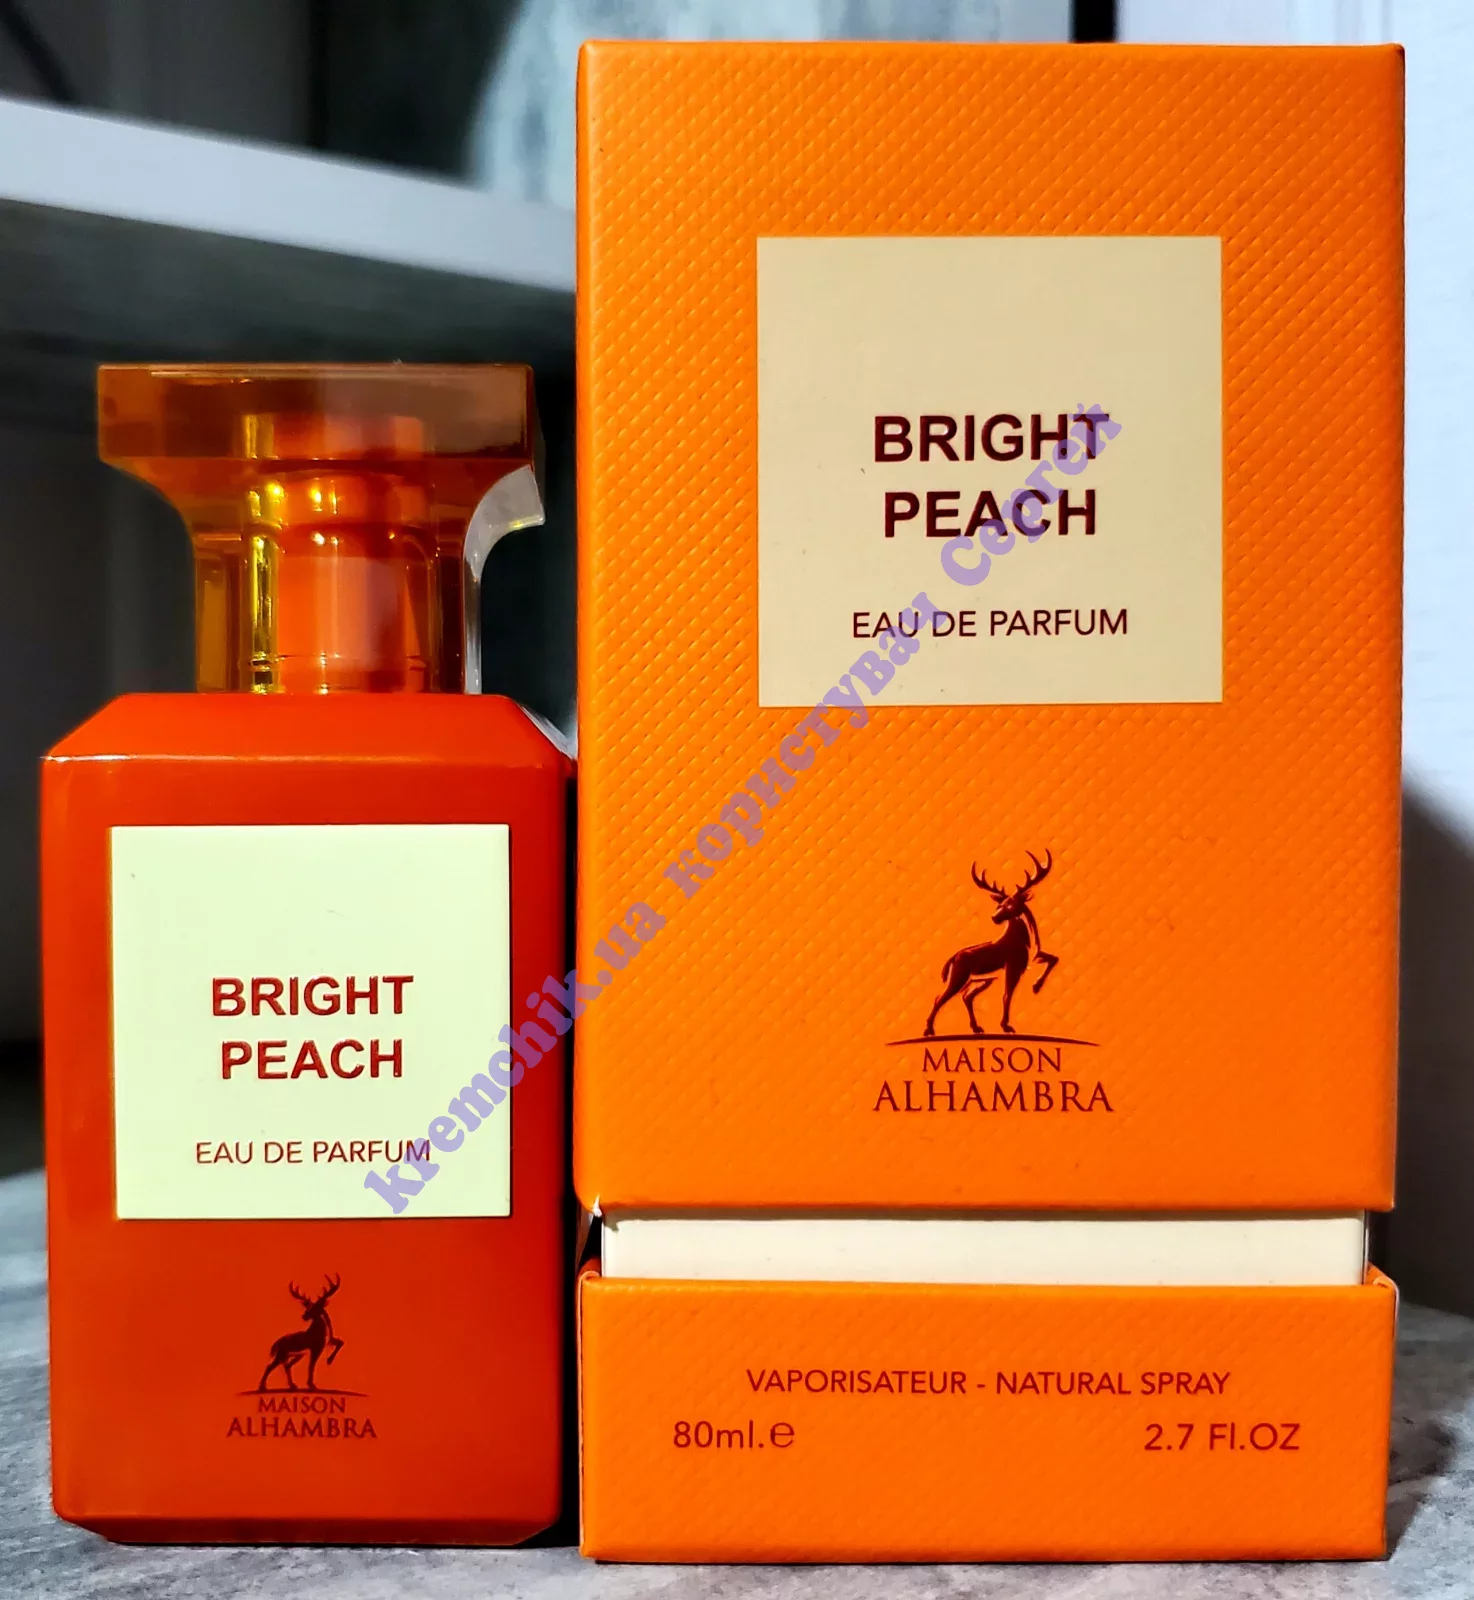 BRIGHT
PEACH
EAU DE PARFUM
MAISON
ALHAMBRA
BRIGHT
PEACH
EAU DE PARFUM
MAISON
ALHAMBRA
VAPORISATEUR - NATURAL SPRAY
80ml.e
2.7 Fl.OZ
kremchik.ua користувач Сергей